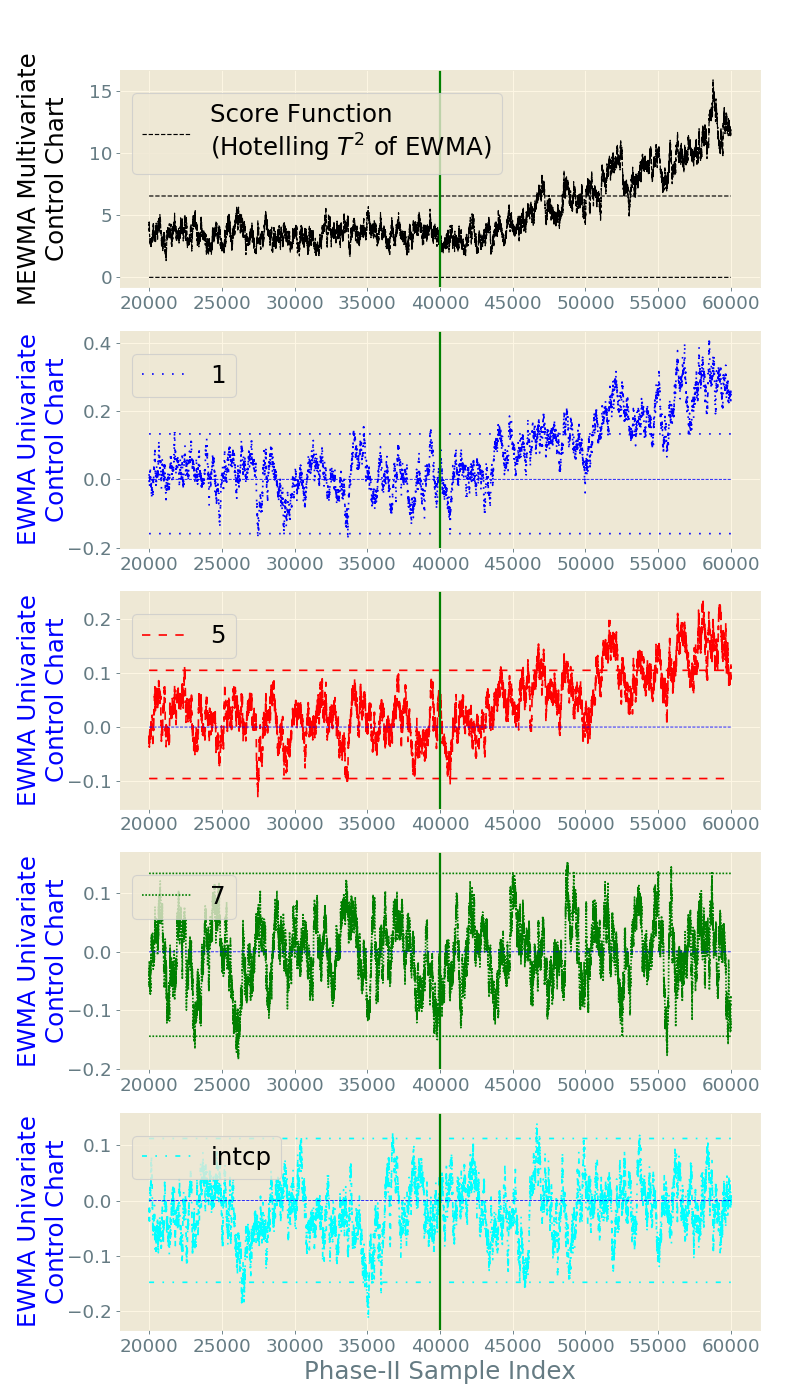 MEWMA Multivariate
Control Chart
15
10
5
0
Score Function
(Hotelling T² of EWMA)
20000 25000 30000 35000 40000 45000 50000 55000 60000
EWMA Univariate
Control Chart
0.4
0.2
0.0
−0.2
1
20000 25000 30000 35000 40000 45000 50000 55000 60000
EWMA Univariate
Control Chart
0.2
0.1
0.0
−0.1
5
20000 25000 30000 35000 40000 45000 50000 55000 60000
EWMA Univariate
Control Chart
0.1
0.0
−0.1
−0.2
7
20000 25000 30000 35000 40000 45000 50000 55000 60000
EWMA Univariate
Control Chart
0.1
0.0
−0.1
−0.2
intcp
20000 25000 30000 35000 40000 45000 50000 55000 60000
Phase-II Sample Index